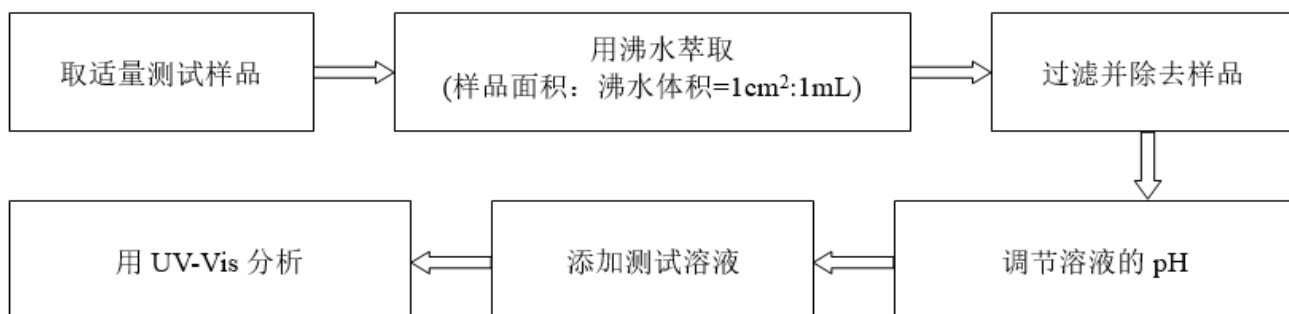 取适量测试样品
用沸水萃取
(样品面积：沸水体积=1cm²:1mL)
过滤并除去样品
调节溶液的 pH
添加测试溶液
用 UV-Vis 分析